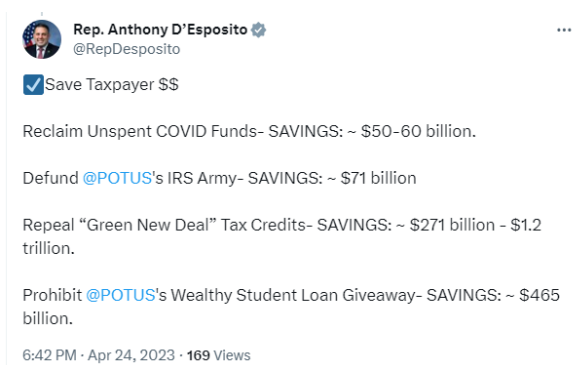 Rep. Anthony D’Esposito
@RepDesposito
☑️Save Taxpayer $$
Reclaim Unspent COVID Funds- SAVINGS: ~ $50-60 billion.
Defund @POTUS's IRS Army- SAVINGS: ~ $71 billion
Repeal “Green New Deal” Tax Credits- SAVINGS: ~ $271 billion - $1.2
trillion.
Prohibit @POTUS's Wealthy Student Loan Giveaway- SAVINGS: ~ $465
billion.
6:42 PM · Apr 24, 2023 · 169 Views